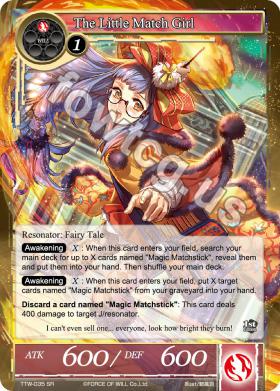 The Little Match Girl
WILL
1
Resonator: Fairy Tale
Awakening X : When this card enters your field, search your
main deck for up to X cards named "Magic Matchstick", reveal
them and put them into your hand. Then shuffle your main deck.
Awakening X : When this card enters your field, put X target
cards named "Magic Matchstick" from your graveyard into your hand.
Discard a card named "Magic Matchstick": This card deals
400 damage to target J/resonator.
1st
Edition
I can't even sell one... everyone, look how bright they burn!
ATK 600/ DEF 600
TTW-035 SR ©FORCE OF WILL Co.,Ltd.